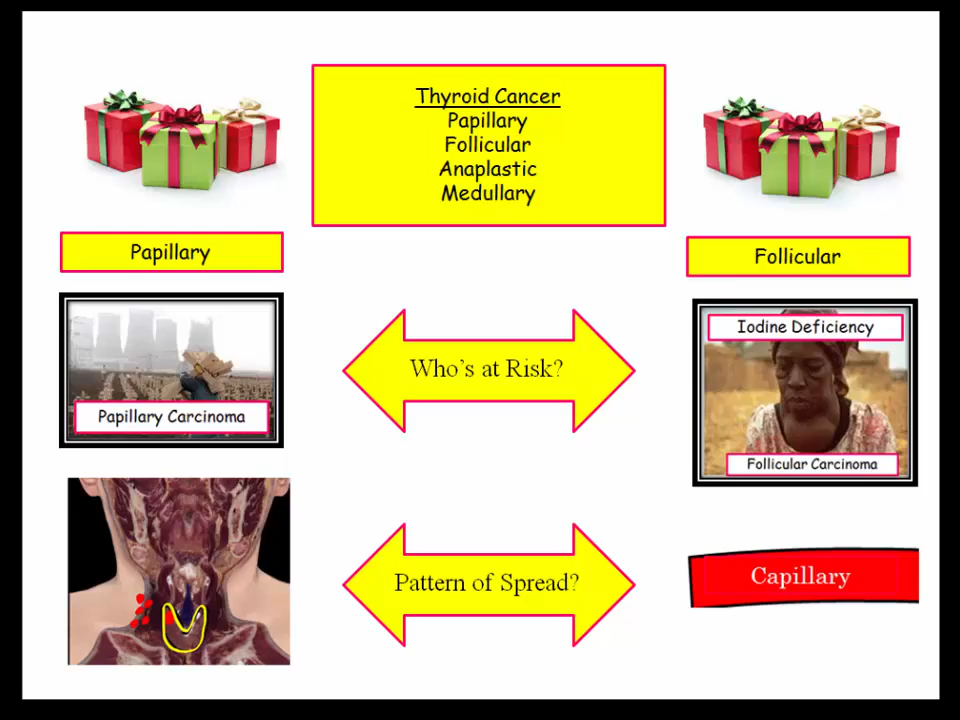 Thyroid Cancer
Papillary
Follicular
Anaplastic
Medullary
Papillary
Follicular
Papillary Carcinoma
Who's at Risk?
Iodine Deficiency
Follicular Carcinoma
Pattern of Spread?
Capillary